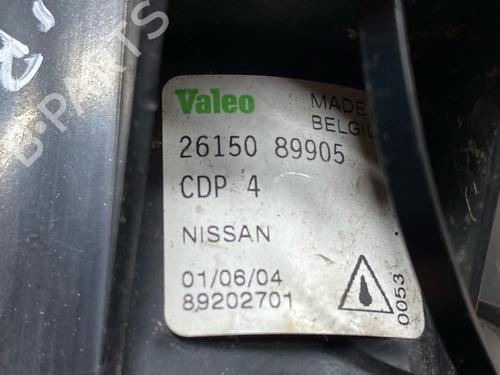 Valeo
MADE
BELGIU
26150 89905
CDP 4
NISSAN
01/06/04
89202701
0053
B-PARTS